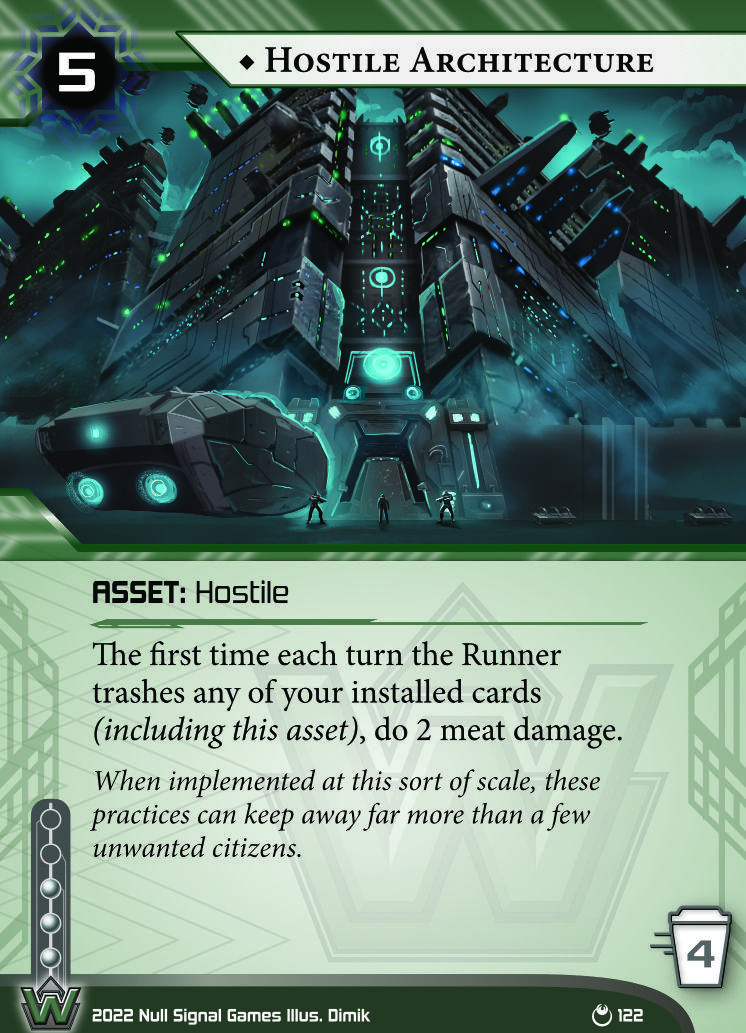 5
◆ Hostile Architecture
ASSET: Hostile
The first time each turn the Runner
trashes any of your installed cards
(including this asset), do 2 meat damage.
When implemented at this sort of scale, these
practices can keep away far more than a few
unwanted citizens.
4
W
2022 Null Signal Games Illus. Dimik
122